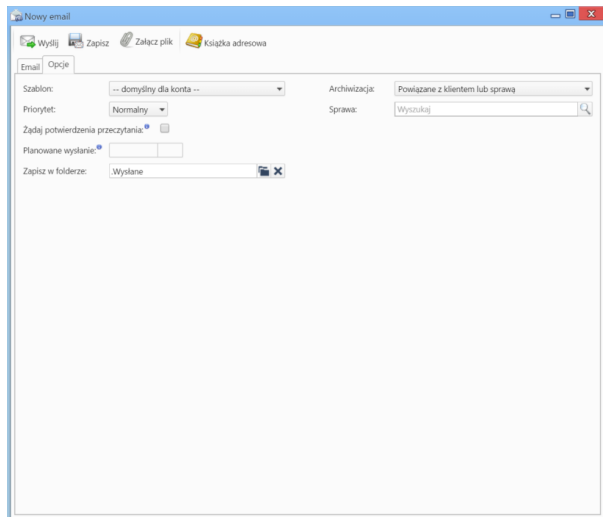 Nowy email
Wyślij Zapisz Załącz plik Książka adresowa
Email Opcje
Szablon: -- domyślny dla konta -- Archiwizacja: Powiązane z klientem lub sprawą
Priorytet: Normalny Sprawa: Wyszukaj
Żądaj potwierdzenia przeczytania:
Planowane wysłanie:
Zapisz w folderze: .Wysłane